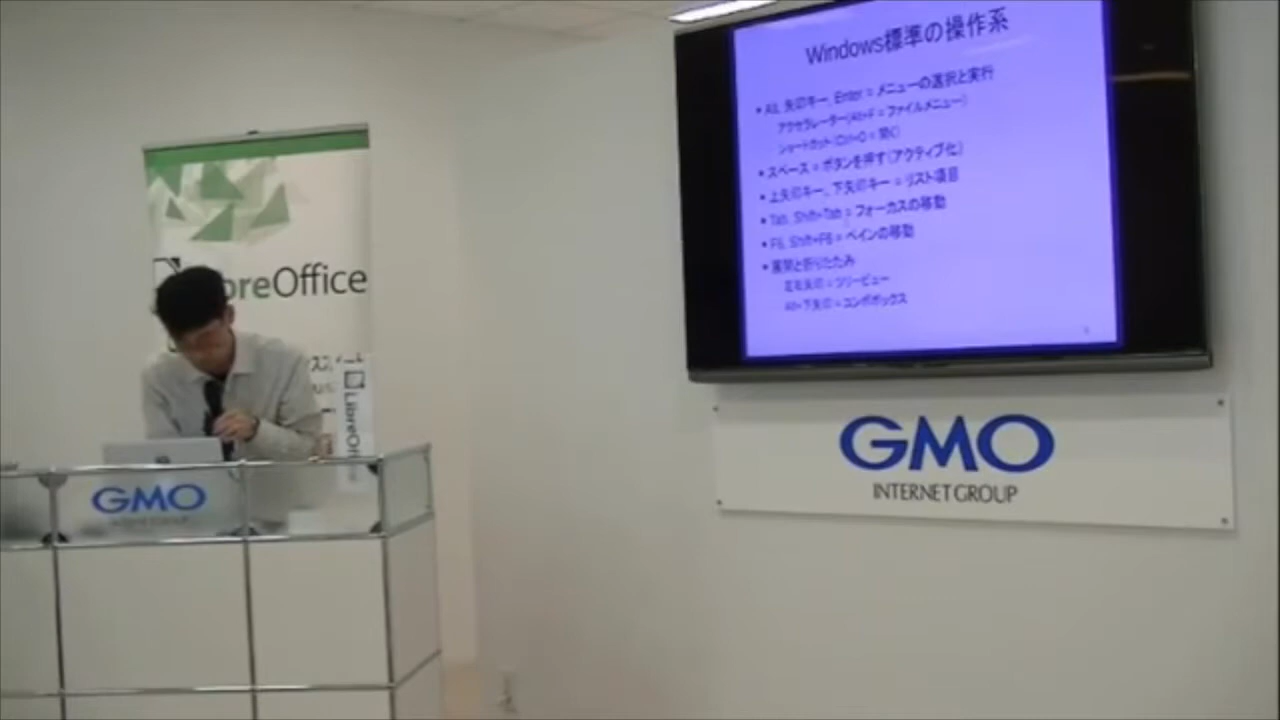 Windows標準の操作系
• Alt, 矢印キー, Enter = メニューの選択と実行
アクセラレーター(Alt+F = ファイルメニュー)
ショートカット(Ctrl+O = 開く)
• スペース = ボタンを押す(アクティブ化)
• 上矢印キー, 下矢印キー = リスト項目
• Tab, Shift+Tab = フォーカスの移動
• F6, Shift+F6 = ペインの移動
• 展開と折りたたみ
左右矢印 = ツリービュー
Alt+下矢印 = コンボボックス
breOffice
LibreOf
GMO
INTERNET GROUP
GMO
INTERNET GROUP